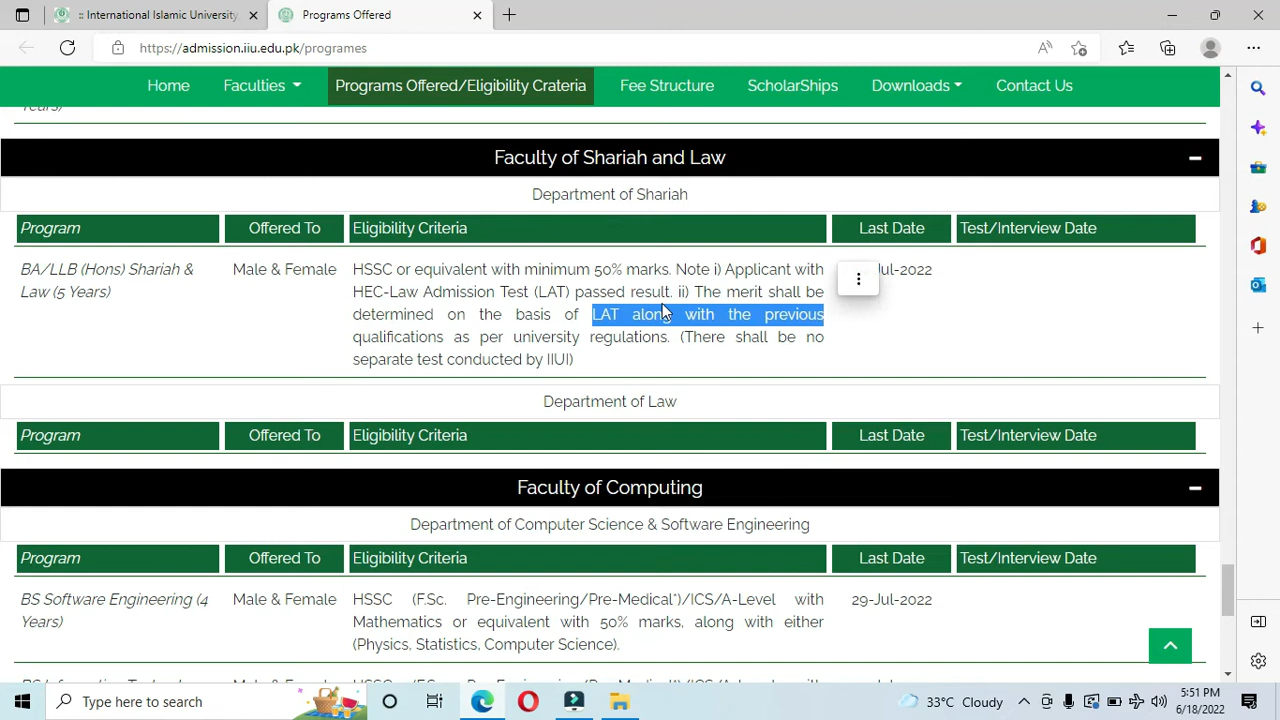 International Islamic University
Programs Offered
https://admission.iiu.edu.pk/programes
Home
Faculties
Programs Offered/Eligibility Crateria
Fee Structure
ScholarShips
Downloads
Contact Us
Years)
Faculty of Shariah and Law
Department of Shariah
Program Offered To Eligibility Criteria Last Date Test/Interview Date
BA/LLB (Hons) Shariah &
Law (5 Years)
Male & Female
HSSC or equivalent with minimum 50% marks. Note i) Applicant with
HEC-Law Admission Test (LAT) passed result. ii) The merit shall be
determined on the basis of LAT along with the previous
qualifications as per university regulations. (There shall be no
separate test conducted by IIUI)
Jul-2022
Department of Law
Program Offered To Eligibility Criteria Last Date Test/Interview Date
Faculty of Computing
Department of Computer Science & Software Engineering
Program Offered To Eligibility Criteria Last Date Test/Interview Date
BS Software Engineering (4
Years)
Male & Female
HSSC (F.Sc. Pre-Engineering/Pre-Medical*)/ICS/A-Level with
Mathematics or equivalent with 50% marks, along with either
(Physics, Statistics, Computer Science).
29-Jul-2022
Type here to search
33°C Cloudy
5:51 PM
6/18/2022